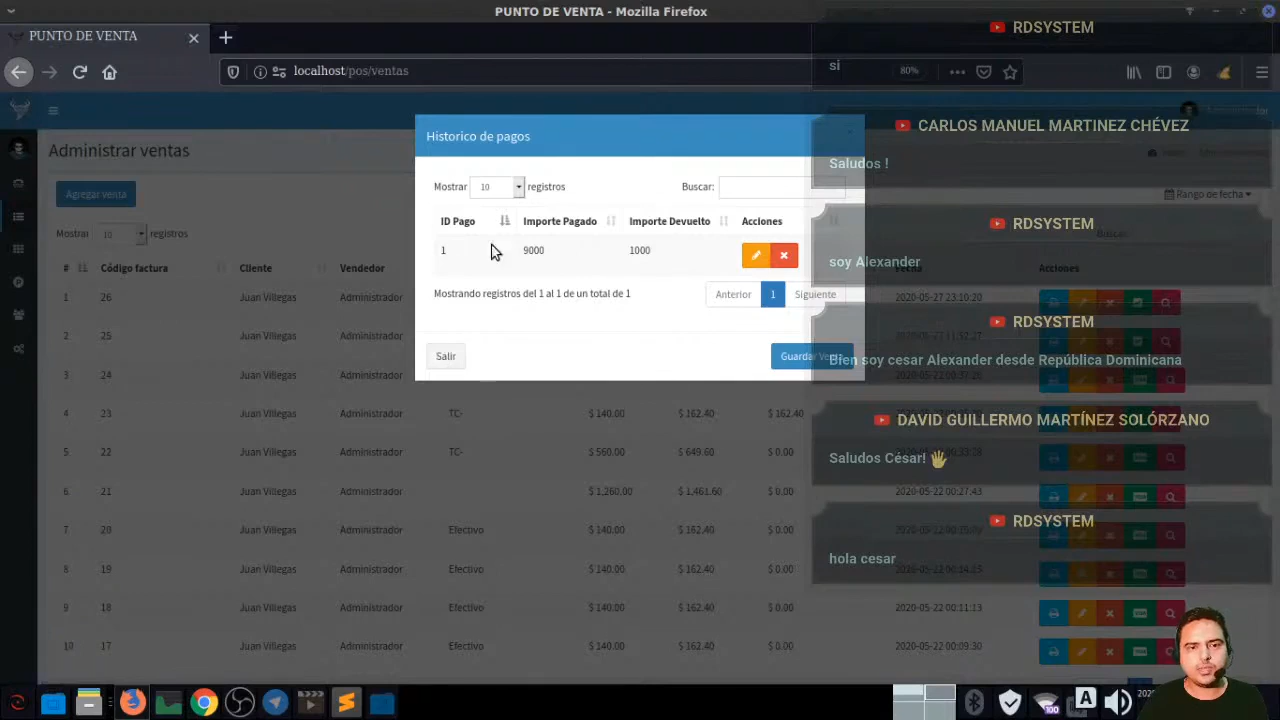 PUNTO DE VENTA - Mozilla Firefox
PUNTO DE VENTA
localhost/pos/ventas
80%
Administrar ventas
Agregar venta
Mostrar 10 registros
Rango de fecha
Buscar:
# Código factura Cliente Vendedor Fecha Acciones
1 26 Juan Villegas Administrador 2020-05-27 23:10:20
2 25 Juan Villegas Administrador
3 24 Juan Villegas Administrador
4 23 Juan Villegas Administrador TC- $ 140.00 $ 162.40 $ 162.40
5 22 Juan Villegas Administrador TC- $ 560.00 $ 649.60 $ 0.00
6 21 Juan Villegas Administrador $ 1,260.00 $ 1,461.60 $ 0.00 2020-05-22 00:27:43
7 20 Juan Villegas Administrador Efectivo $ 140.00 $ 162.40 $ 0.00
8 19 Juan Villegas Administrador Efectivo $ 140.00 $ 162.40 $ 0.00
9 18 Juan Villegas Administrador Efectivo $ 140.00 $ 162.40 $ 0.00 2020-05-22 00:11:13
10 17 Juan Villegas Administrador Efectivo $ 140.00 $ 162.40 $ 0.00 2020-05-22 00:09:30
Historico de pagos
Mostrar 10 registros Buscar:
ID Pago Importe Pagado Importe Devuelto Acciones
1 9000 1000
Mostrando registros del 1 al 1 de un total de 1
Anterior 1 Siguiente
Salir Guardar
RDSYSTEM
si
CARLOS MANUEL MARTINEZ CHÉVEZ
Saludos !
RDSYSTEM
soy Alexander
RDSYSTEM
Bien soy cesar Alexander desde República Dominicana
DAVID GUILLERMO MARTÍNEZ SOLÓRZANO
Saludos César! 👋
RDSYSTEM
hola cesar
100
A